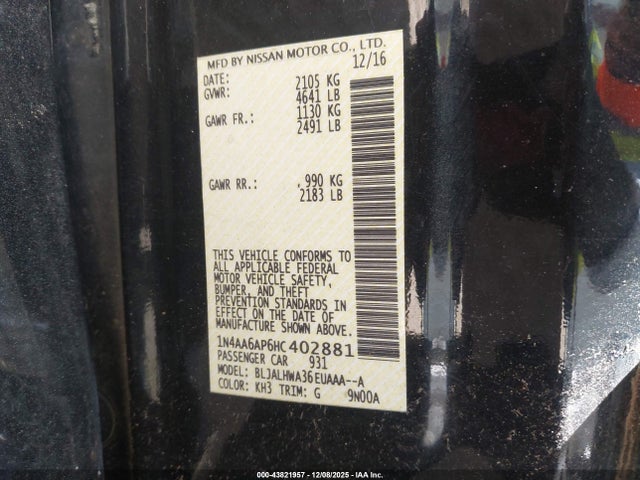 MFD BY NISSAN MOTOR CO., LTD.
DATE: 12/16
GVWR: 2105 KG
4641 LB
GAWR FR.: 1130 KG
2491 LB
GAWR RR.: 990 KG
2183 LB
THIS VEHICLE CONFORMS TO
ALL APPLICABLE FEDERAL
MOTOR VEHICLE SAFETY,
BUMPER, AND THEFT
PREVENTION STANDARDS IN
EFFECT ON THE DATE OF
MANUFACTURE SHOWN ABOVE.
1N4AA6AP6HC402881
PASSENGER CAR 931
MODEL: BLJALHWA36EUAAA--A
COLOR: KH3 TRIM: G 9N00A
000-43821957 - 12/08/2025 - IAA Inc.